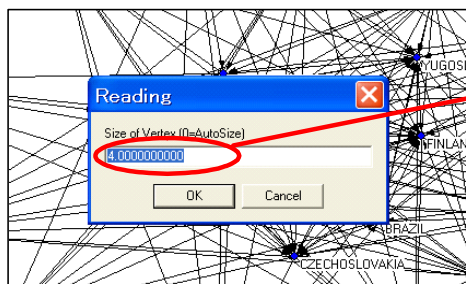 YUGOSL
Reading
Size of Vertex (0=AutoSize)
4.0000000000
FINLAN
OK
Cancel
BRAZIL
CZECHOSLOVAKIA